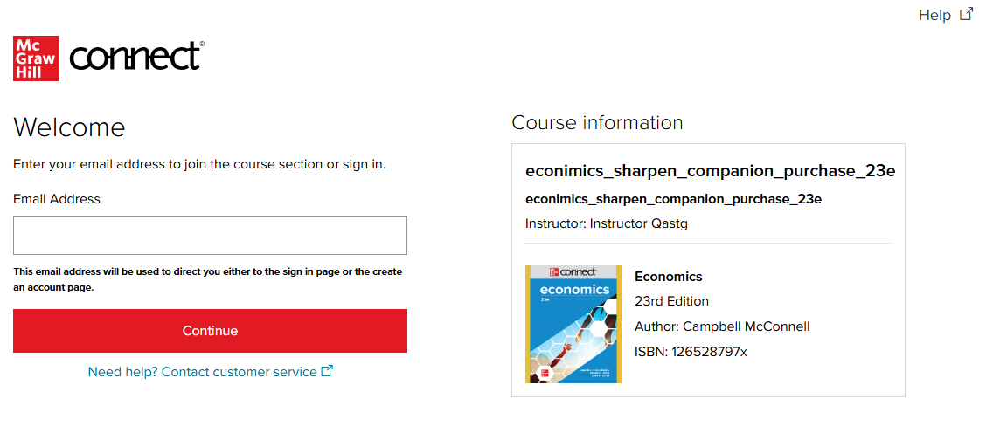 Help
Mc
Graw
Hill
connect®
Welcome
Enter your email address to join the course section or sign in.
Email Address
This email address will be used to direct you either to the sign in page or the create
an account page.
Continue
Need help? Contact customer service
Course information
econimics_sharpen_companion_purchase_23e
econimics_sharpen_companion_purchase_23e
Instructor: Instructor Qastg
connect
economics
23e
Economics
23rd Edition
Author: Campbell McConnell
ISBN: 126528797x